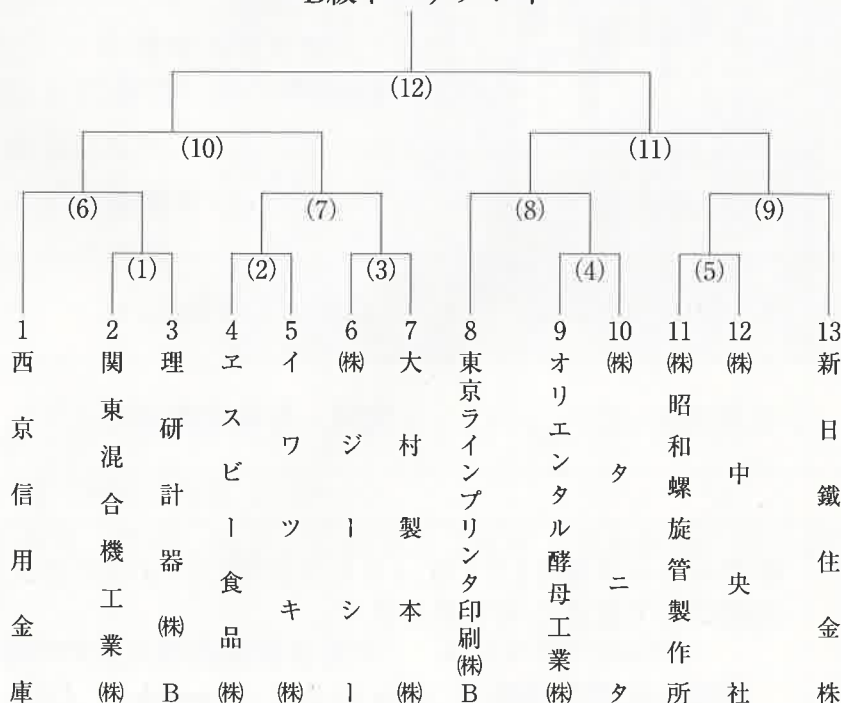 (12)
(10)
(11)
(6)
(7)
(8)
(9)
(1)
(2)
(3)
(4)
(5)
1
西京信用金庫
2
関東混合機工業㈱
3
理研計器㈱B
4
ヱスビー食品㈱
5
イワツキ㈱
6
㈱ジーシー
7
大村製本㈱
8
東京ラインプリンタ印刷㈱B
9
オリエンタル酵母工業㈱
10
㈱タニタ
11
㈱昭和螺旋管製作所
12
㈱中央社
13
新日鐵住金株